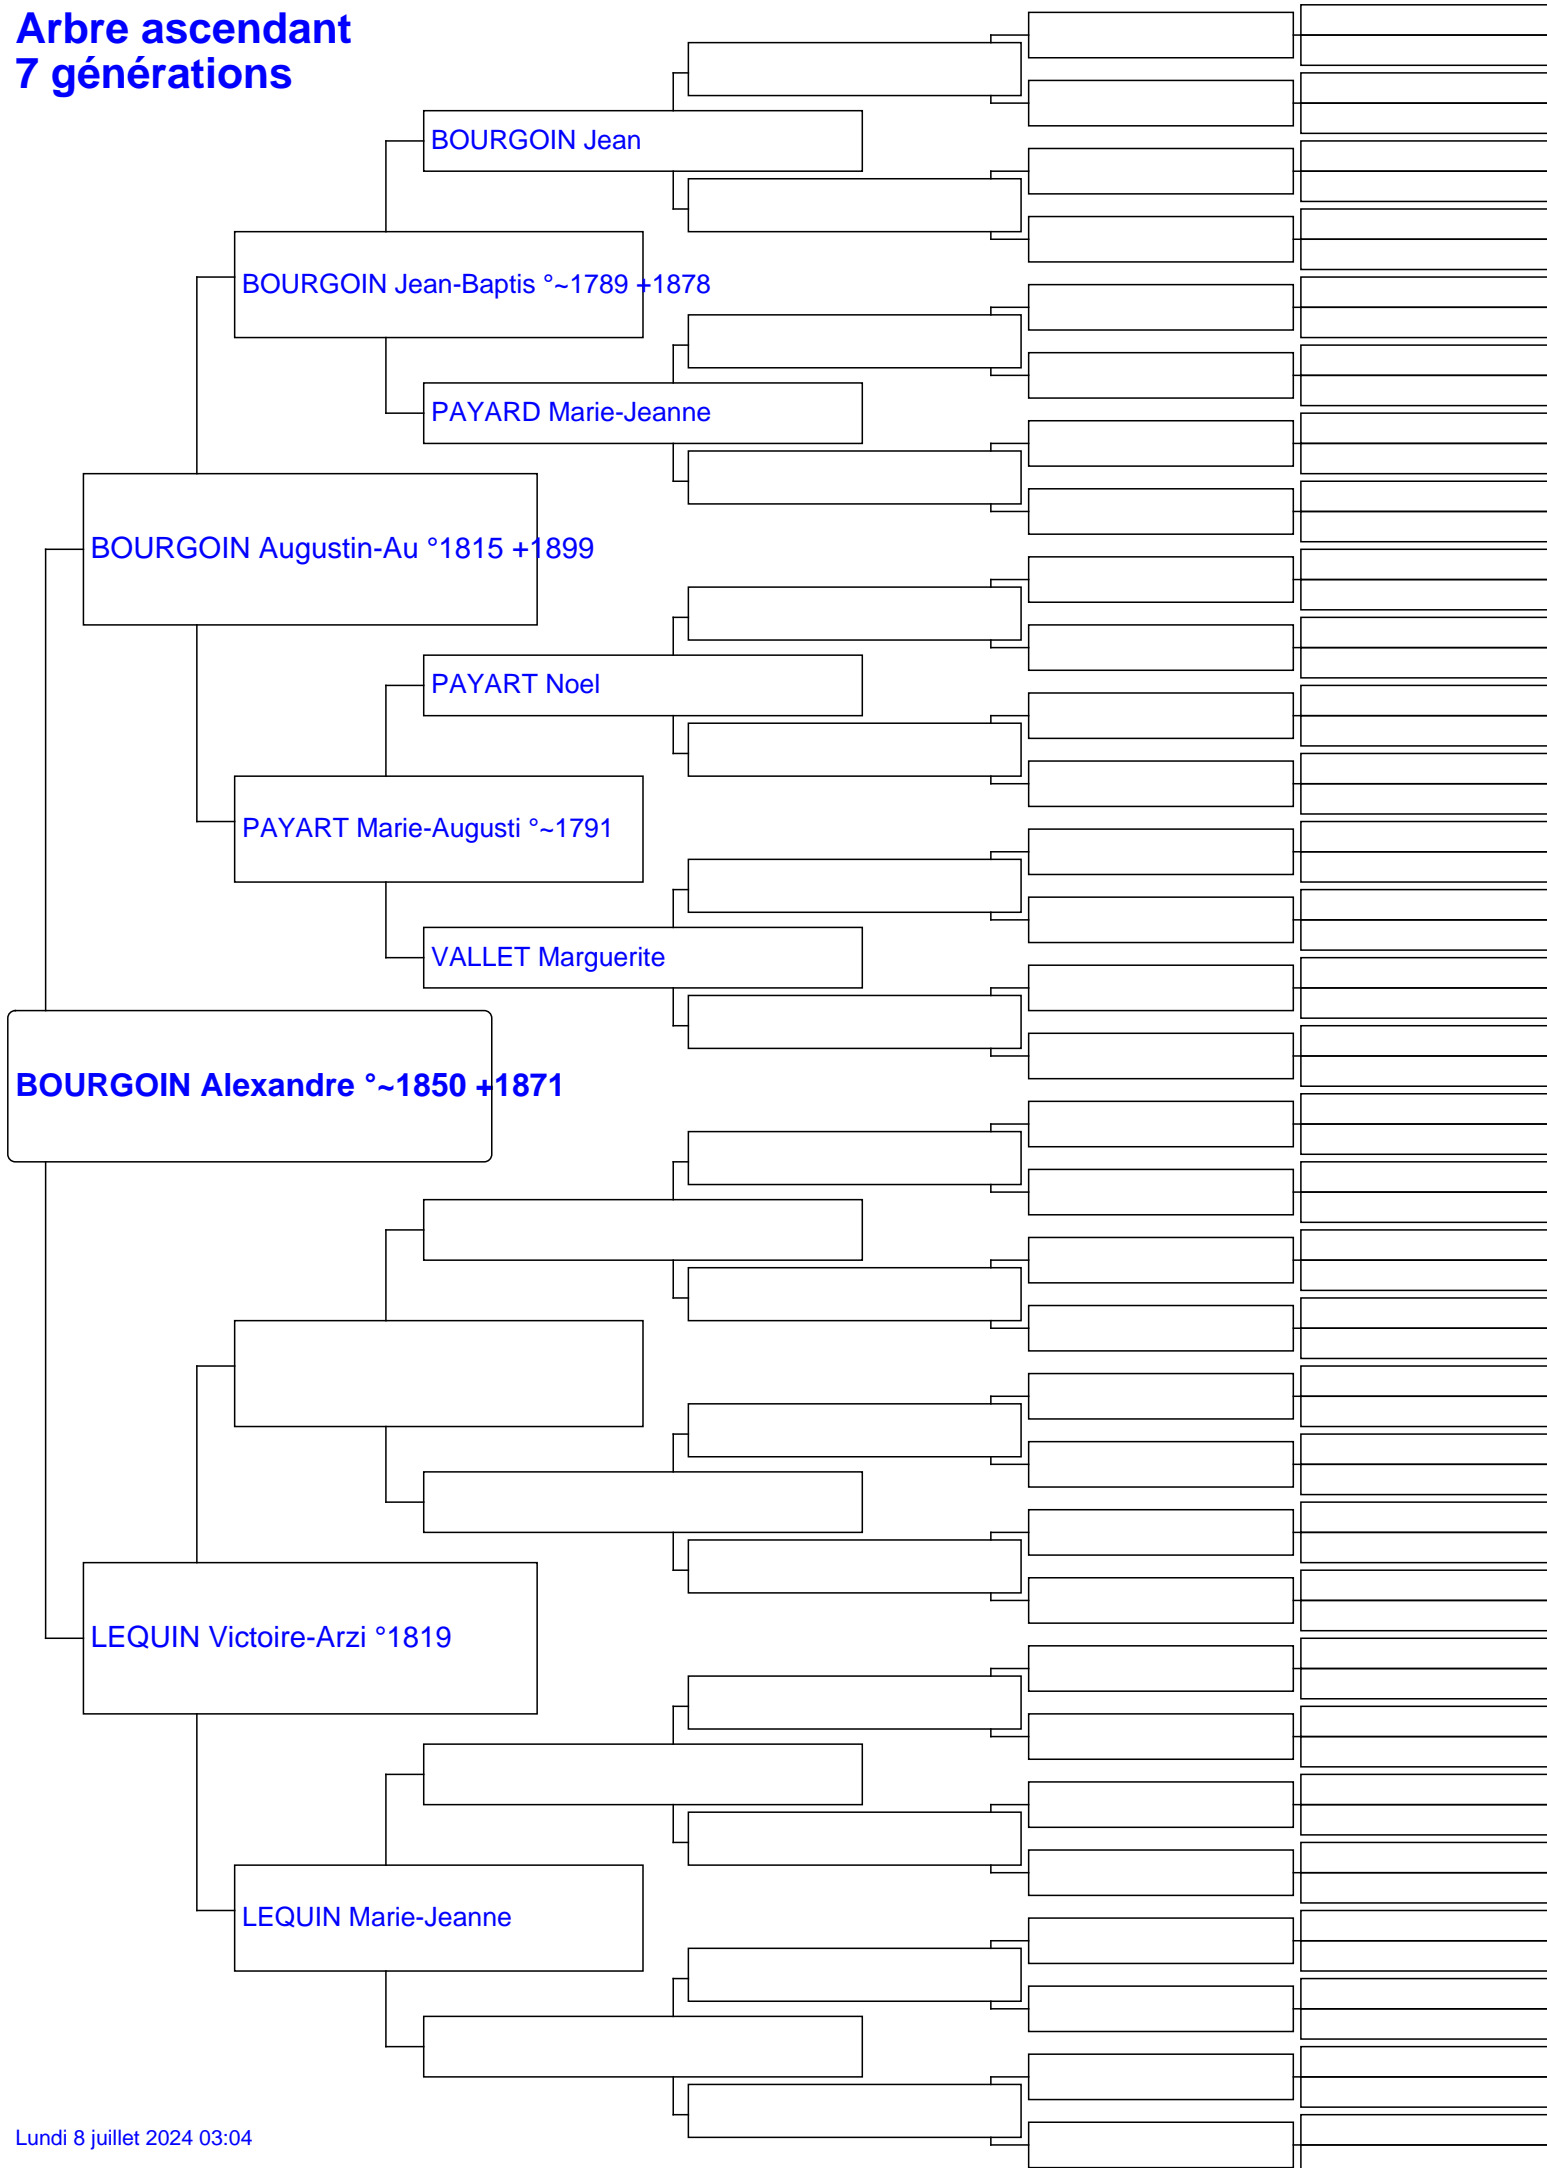 Arbre ascendant
7 générations
BOURGOIN Jean
BOURGOIN Jean-Baptis °~1789 +1878
PAYARD Marie-Jeanne
BOURGOIN Augustin-Au °1815 +1899
PAYART Noel
PAYART Marie-Augusti °~1791
VALLET Marguerite
BOURGOIN Alexandre °~1850 +1871
LEQUIN Victoire-Arzi °1819
LEQUIN Marie-Jeanne
Lundi 8 juillet 2024 03:04